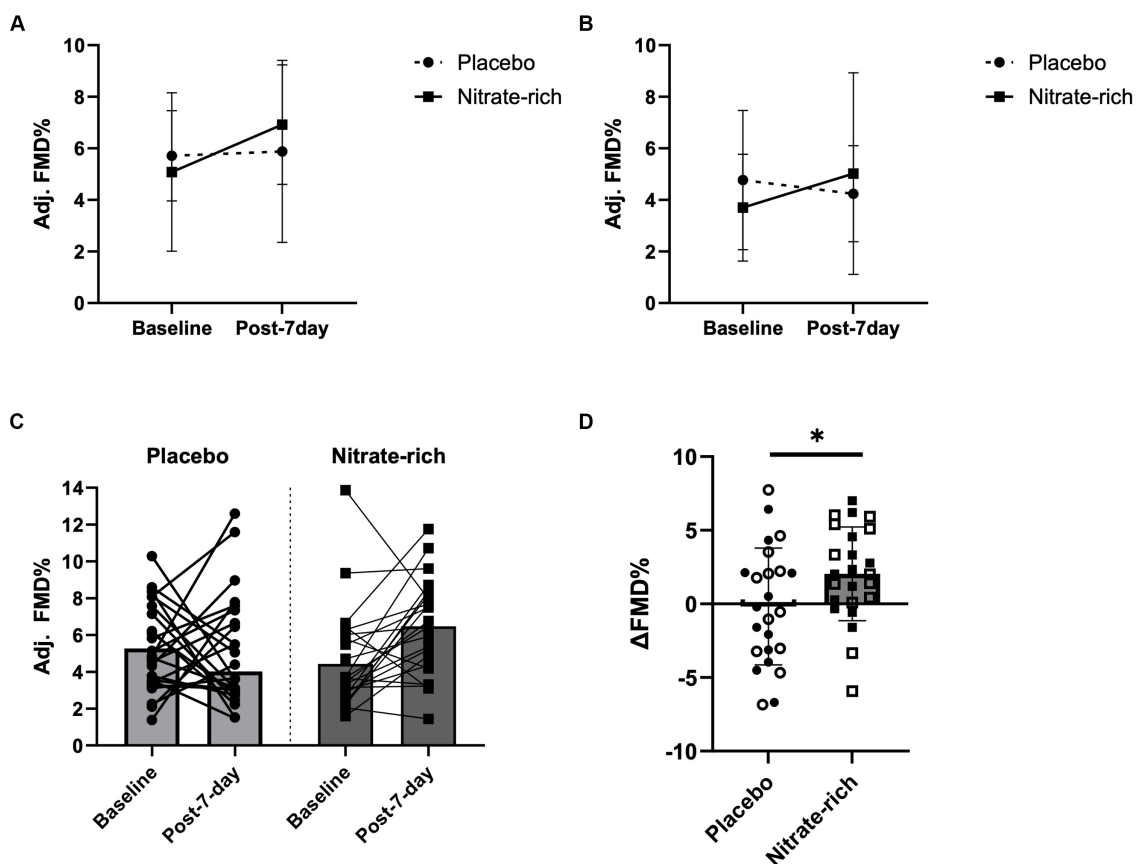 A
Adj. FMD%
10
8
6
4
2
0
Baseline Post-7day
Placebo
Nitrate-rich
B
Adj. FMD%
10
8
6
4
2
0
Baseline Post-7day
Placebo
Nitrate-rich
C
Placebo Nitrate-rich
Adj. FMD%
14
12
10
8
6
4
2
0
Baseline
Post-7-day
Baseline
Post-7-day
D
*
ΔFMD%
10
5
0
-5
-10
Placebo
Nitrate-rich